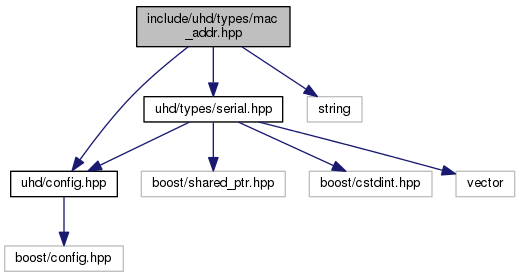 include/uhd/types/mac
_addr.hpp
uhd/types/serial.hpp
string
uhd/config.hpp
boost/shared_ptr.hpp
boost/cstdint.hpp
vector
boost/config.hpp